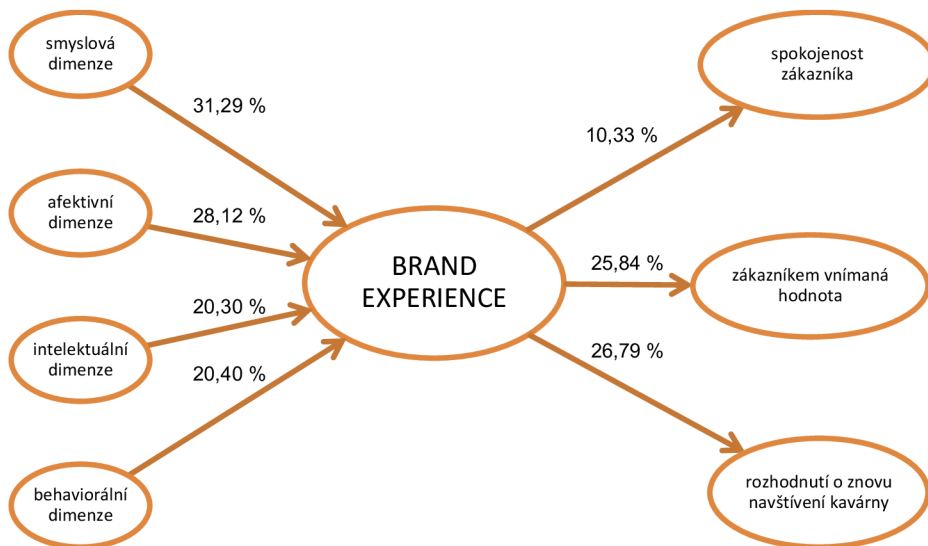 smyslová
dimenze
31,29 %
afektivní
dimenze
28,12 %
intelektuální
dimenze
20,30 %
behaviorální
dimenze
20,40 %
BRAND
EXPERIENCE
10,33 %
spokojenost
zákazníka
25,84 %
zákazníkem vnímaná
hodnota
26,79 %
rozhodnutí o znovu
navštívení kavárny